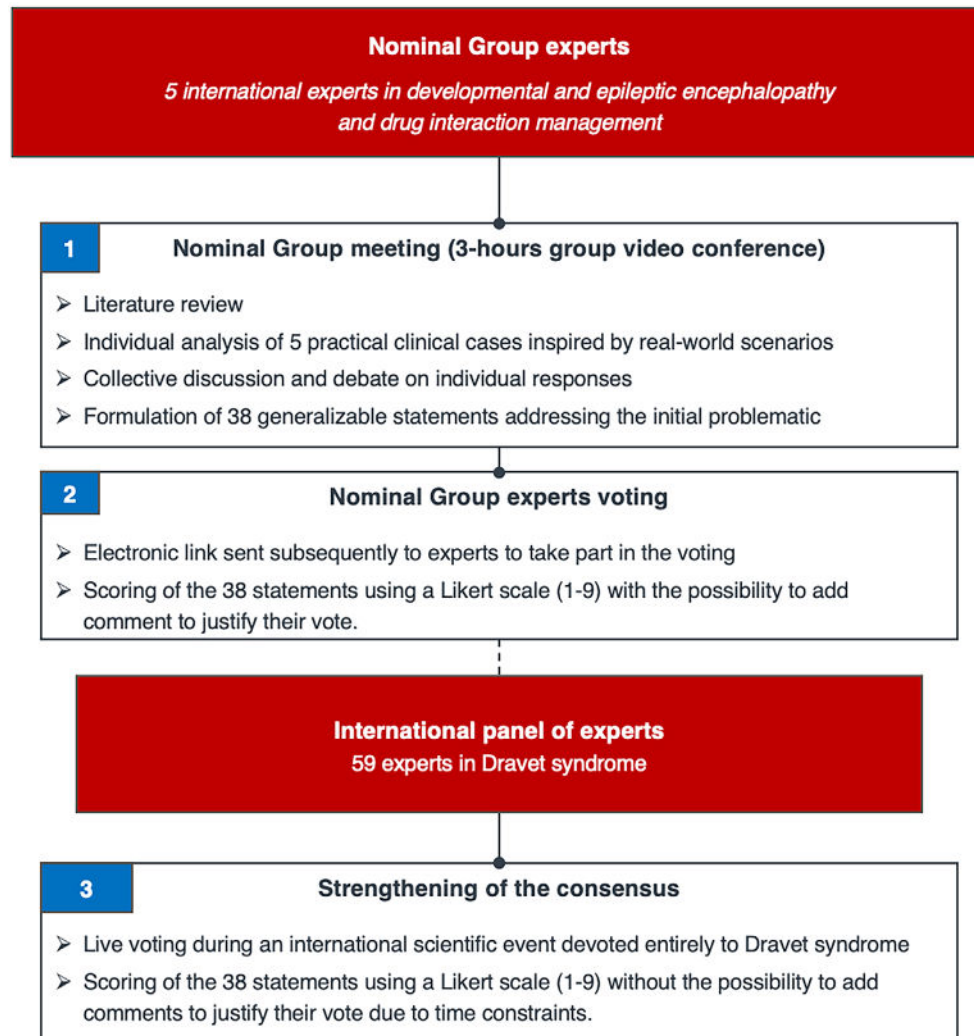 Nominal Group experts
5 international experts in developmental and epileptic encephalopathy
and drug interaction management
1
Nominal Group meeting (3-hours group video conference)
➢ Literature review
➢ Individual analysis of 5 practical clinical cases inspired by real-world scenarios
➢ Collective discussion and debate on individual responses
➢ Formulation of 38 generalizable statements addressing the initial problematic
2
Nominal Group experts voting
➢ Electronic link sent subsequently to experts to take part in the voting
➢ Scoring of the 38 statements using a Likert scale (1-9) with the possibility to add
comment to justify their vote.
International panel of experts
59 experts in Dravet syndrome
3
Strengthening of the consensus
➢ Live voting during an international scientific event devoted entirely to Dravet syndrome
➢ Scoring of the 38 statements using a Likert scale (1-9) without the possibility to add
comments to justify their vote due to time constraints.